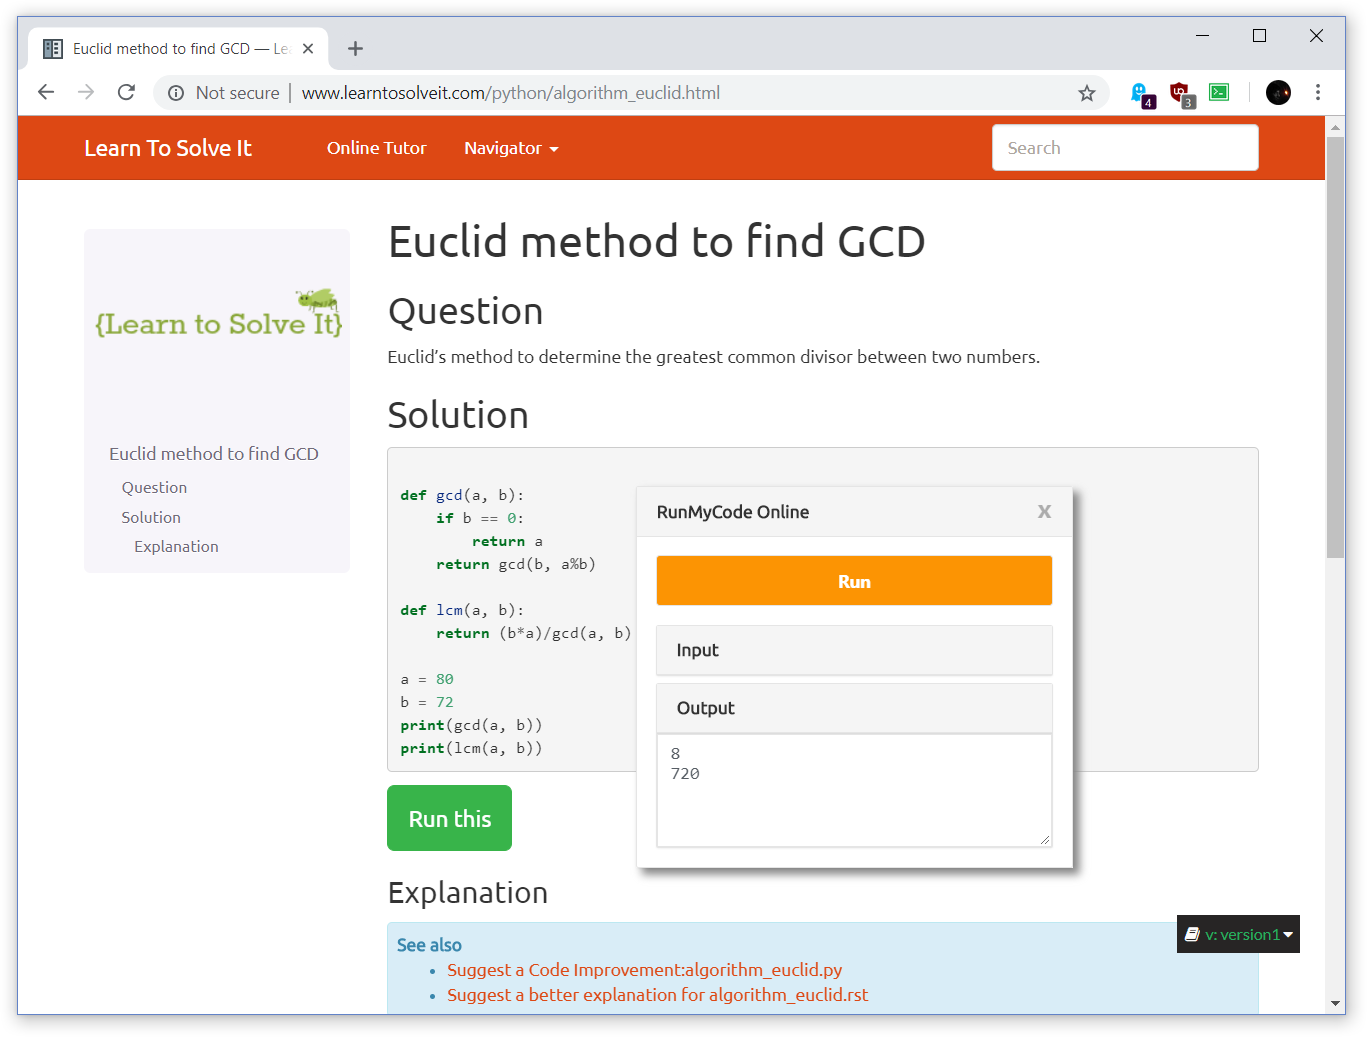 Euclid method to find GCD — Le
Not secure | www.learntosolveit.com/python/algorithm_euclid.html
4
3
Learn To Solve It
Online Tutor
Navigator
Search
{Learn to Solve It}
Euclid method to find GCD
Question
Solution
Explanation
Euclid method to find GCD
Question
Euclid’s method to determine the greatest common divisor between two numbers.
Solution
def gcd(a, b):
    if b == 0:
        return a
    return gcd(b, a%b)
def lcm(a, b):
    return (b*a)/gcd(a, b)
a = 80
b = 72
print(gcd(a, b))
print(lcm(a, b))
RunMyCode Online
X
Run
Input
Output
8
720
Run this
Explanation
See also
• Suggest a Code Improvement:algorithm_euclid.py
• Suggest a better explanation for algorithm_euclid.rst
v: version1